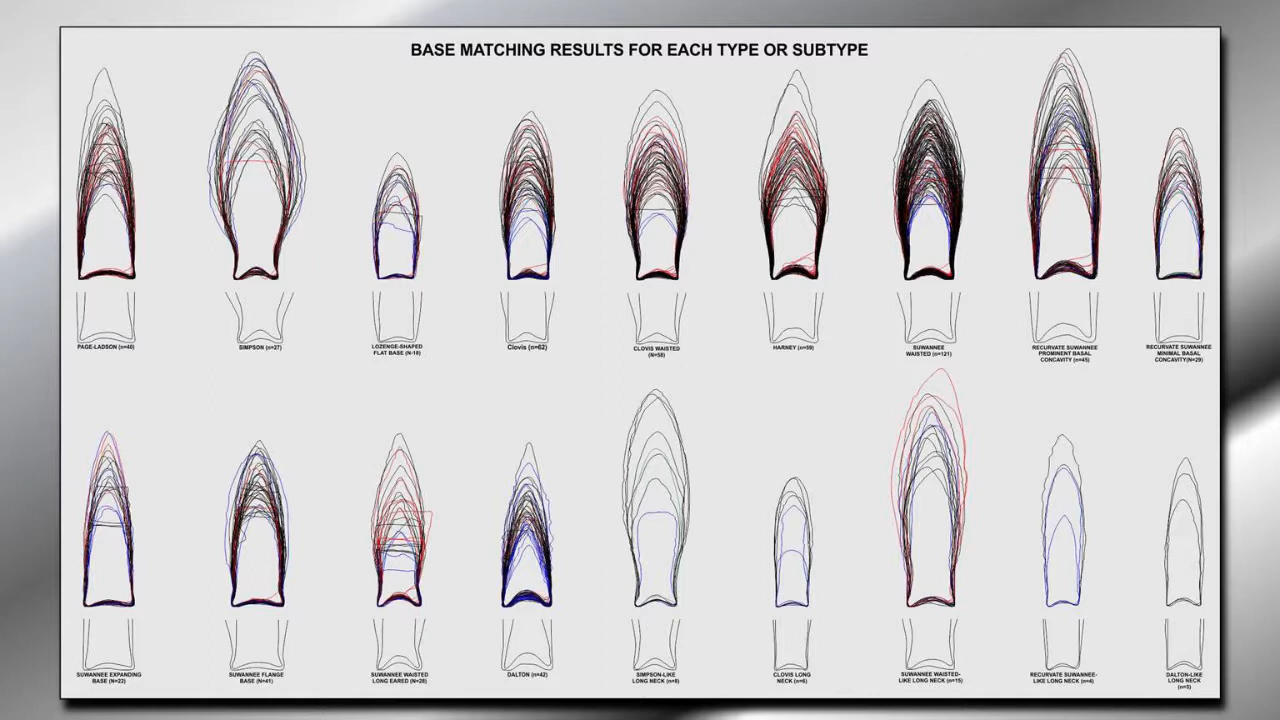 BASE MATCHING RESULTS FOR EACH TYPE OR SUBTYPE
PAGE-LADSON (n=40)
SIMPSON (n=27)
LOZENGE-SHAPED
FLAT BASE (N-18)
Clovis (n=62)
CLOVIS WAISTED
(N=58)
HARNEY (n=59)
SUWANNEE
WAISTED (n=121)
RECURVATE SUWANNEE
PROMINENT BASAL
CONCAVITY (n=45)
RECURVATE SUWANNEE
MINIMAL BASAL
CONCAVITY(N=29)
SUWANNEE EXPANDING
BASE (N=22)
SUWANNEE FLANGE
BASE (N=41)
SUWANNEE WAISTED
LONG EARED (N=28)
DALTON (n=42)
SIMPSON-LIKE
LONG NECK (n=8)
CLOVIS LONG
NECK (n=6)
SUWANNEE WAISTED-
LIKE LONG NECK (n=15)
RECURVATE SUWANNEE-
LIKE LONG NECK (n=4)
DALTON-LIKE
LONG NECK